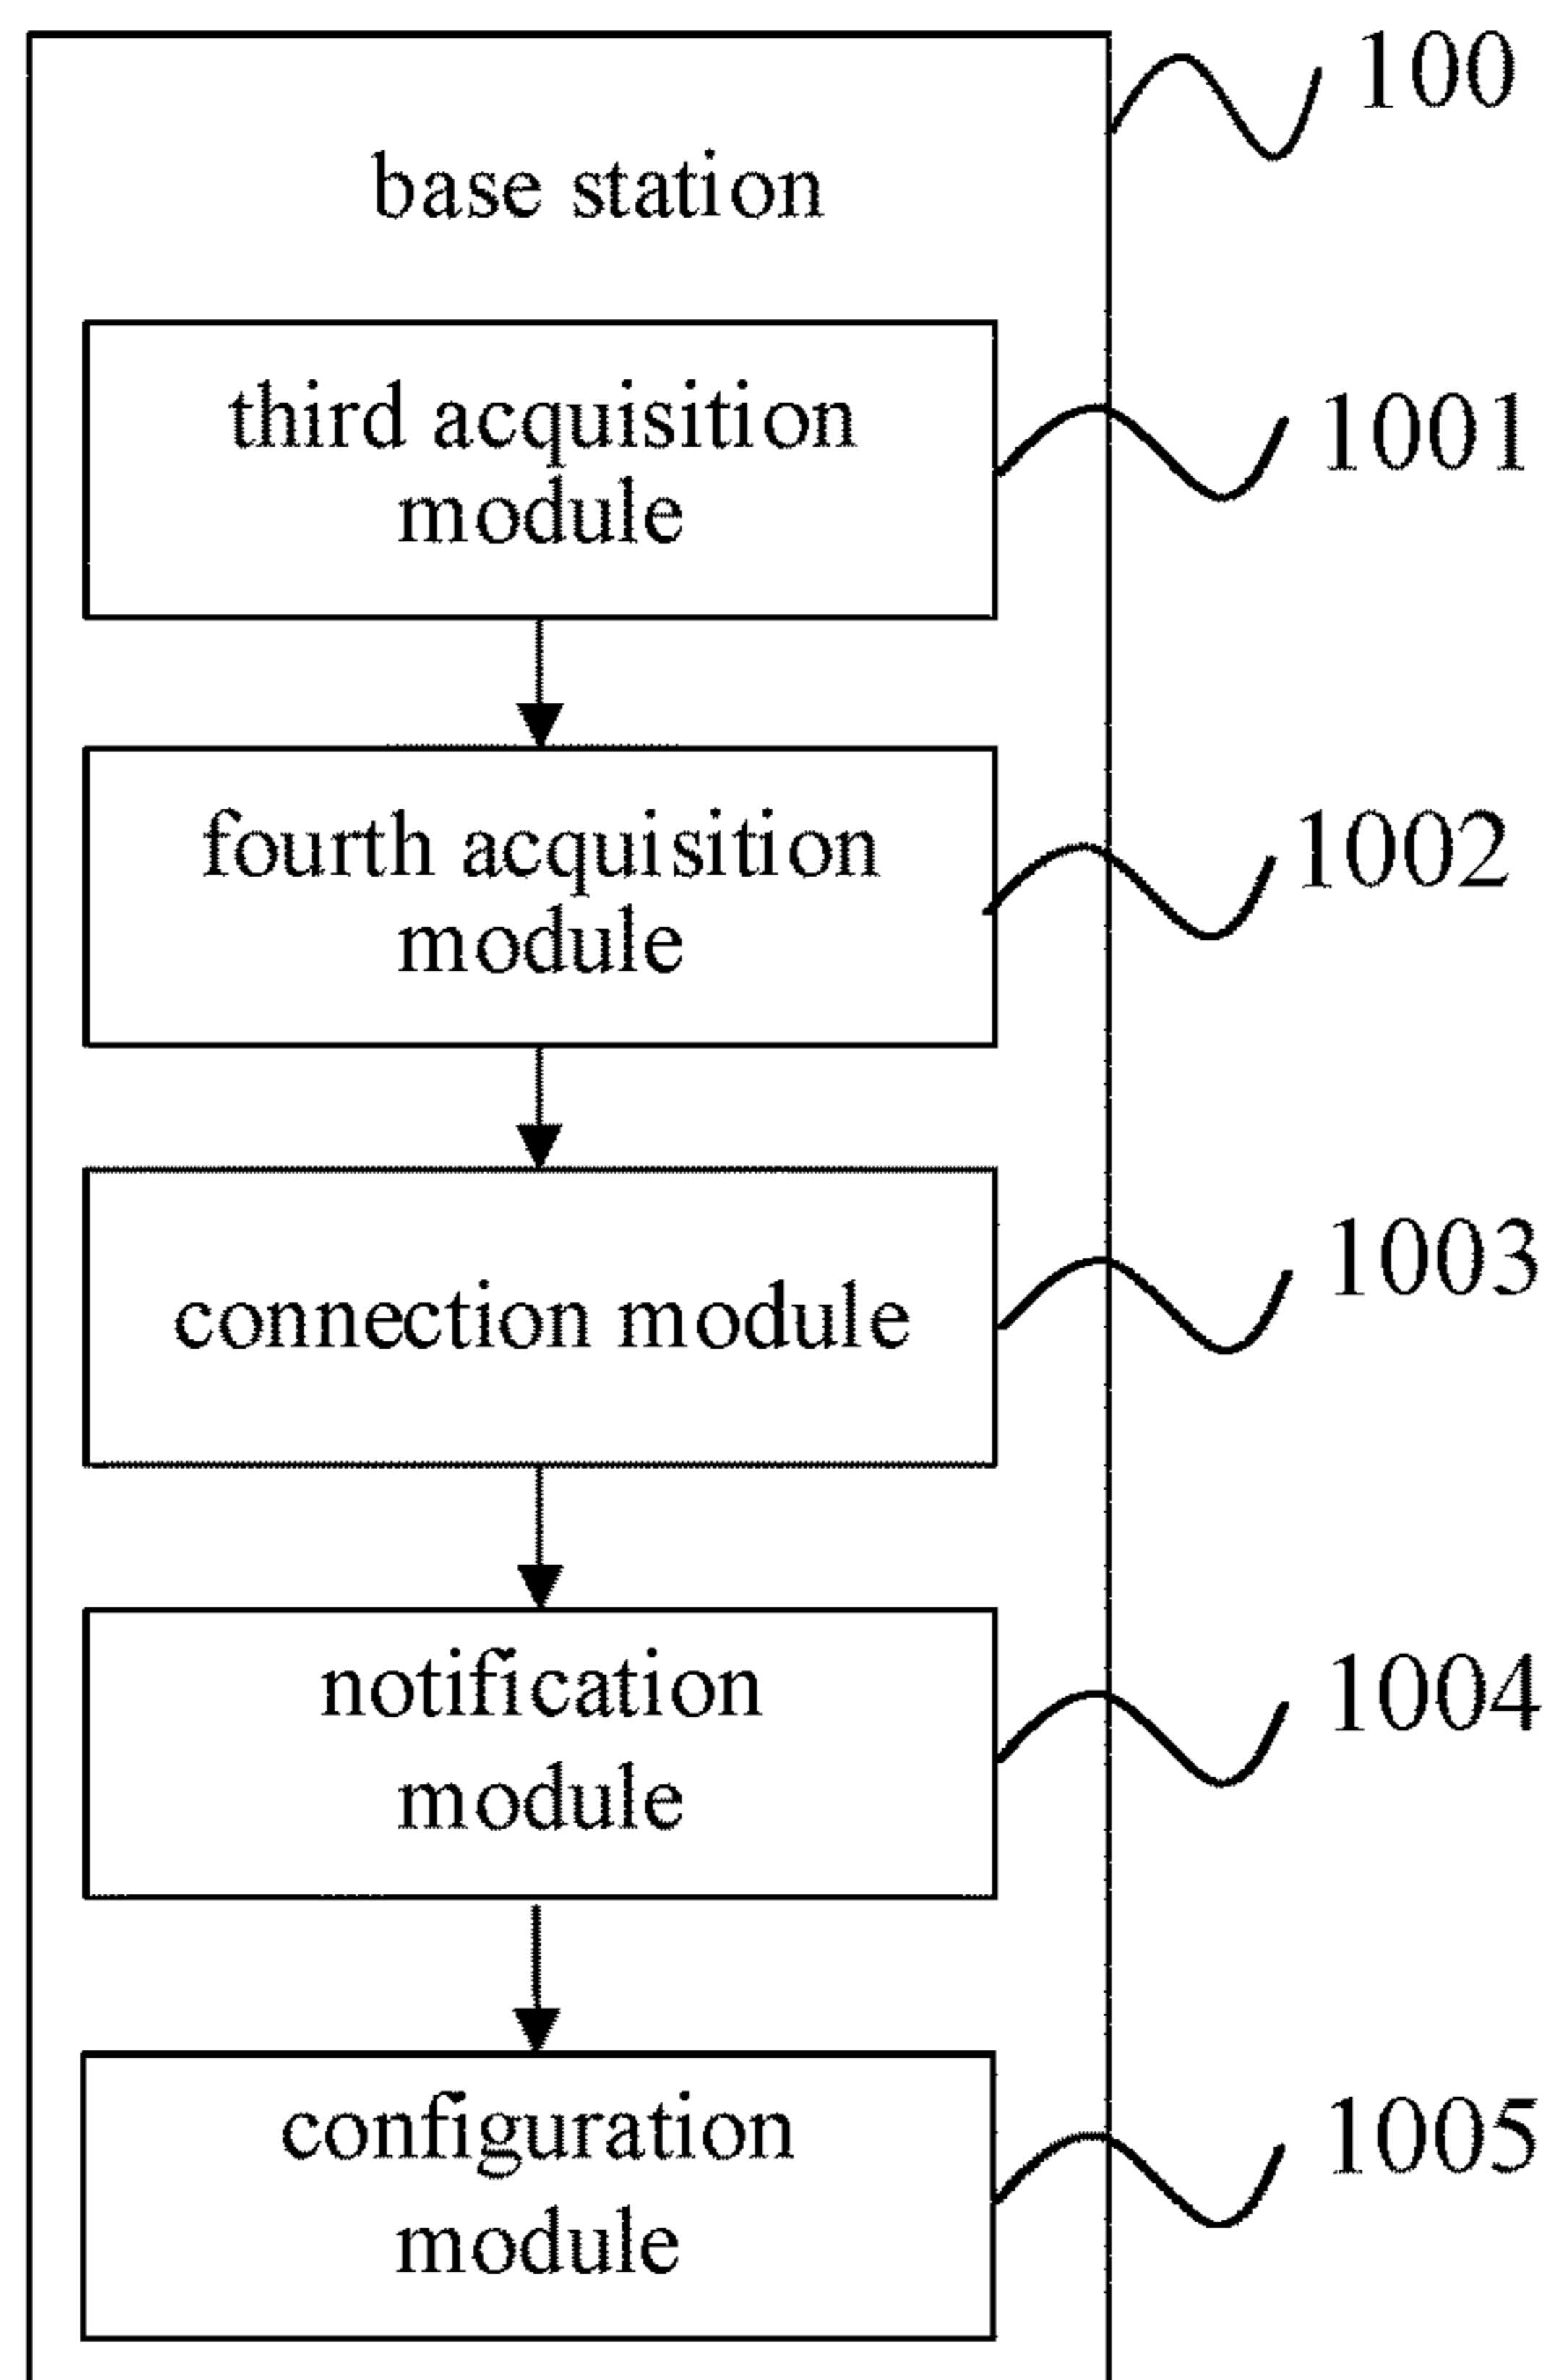 100
base station
third acquisition
module
1001
fourth acquisition
module
1002
connection module
1003
notification
module
1004
configuration
module
1005